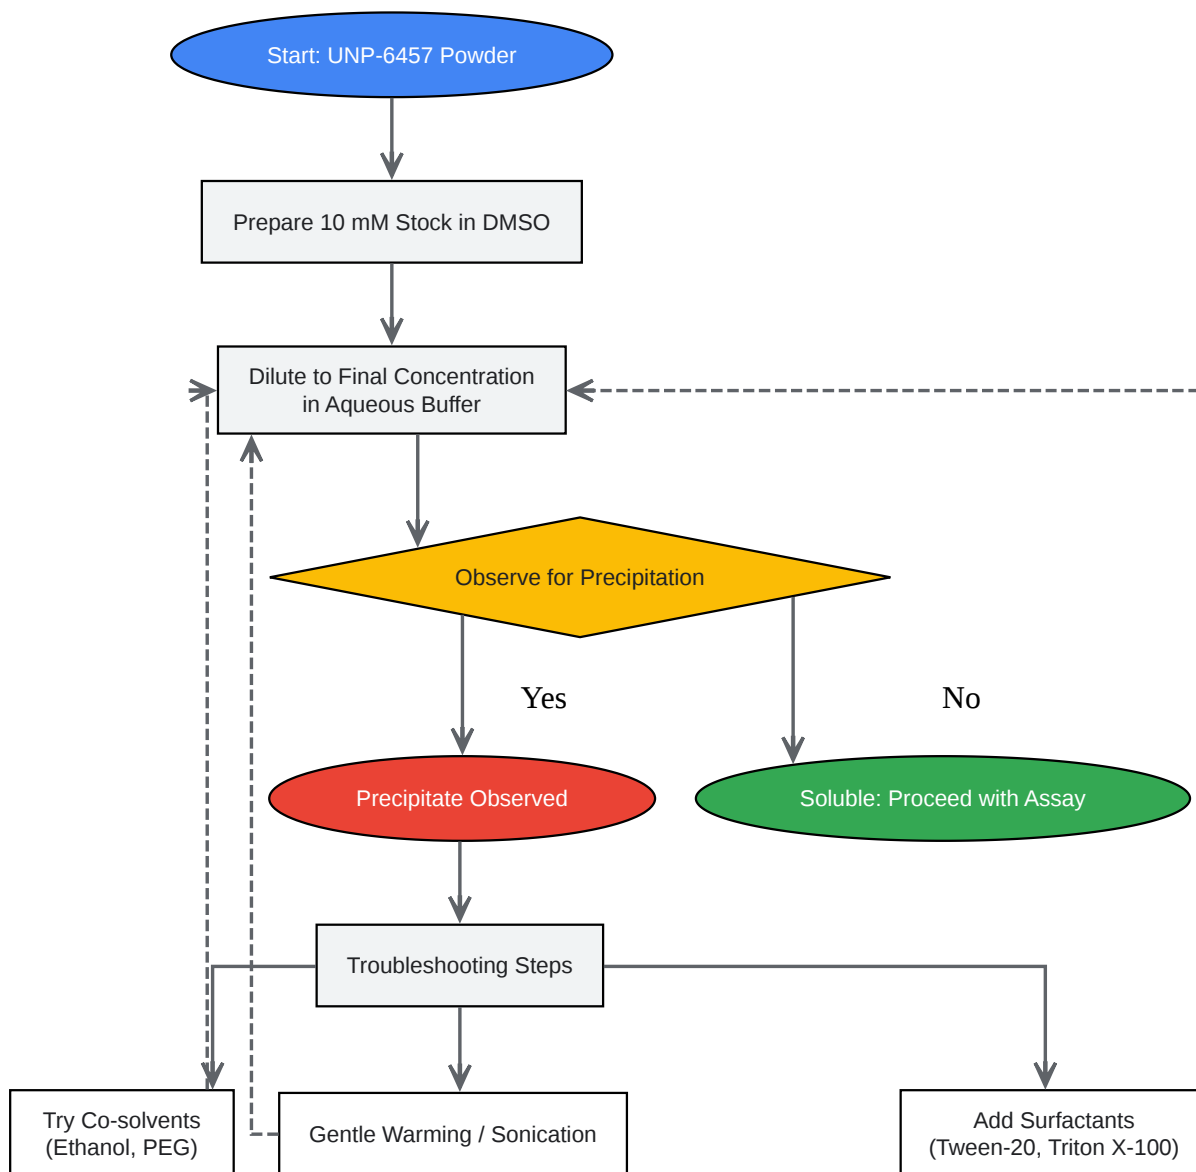 Start: UNP-6457 Powder
Prepare 10 mM Stock in DMSO
Dilute to Final Concentration
in Aqueous Buffer
Observe for Precipitation
Yes
No
Precipitate Observed
Soluble: Proceed with Assay
Troubleshooting Steps
Try Co-solvents
(Ethanol, PEG)
Gentle Warming / Sonication
Add Surfactants
(Tween-20, Triton X-100)